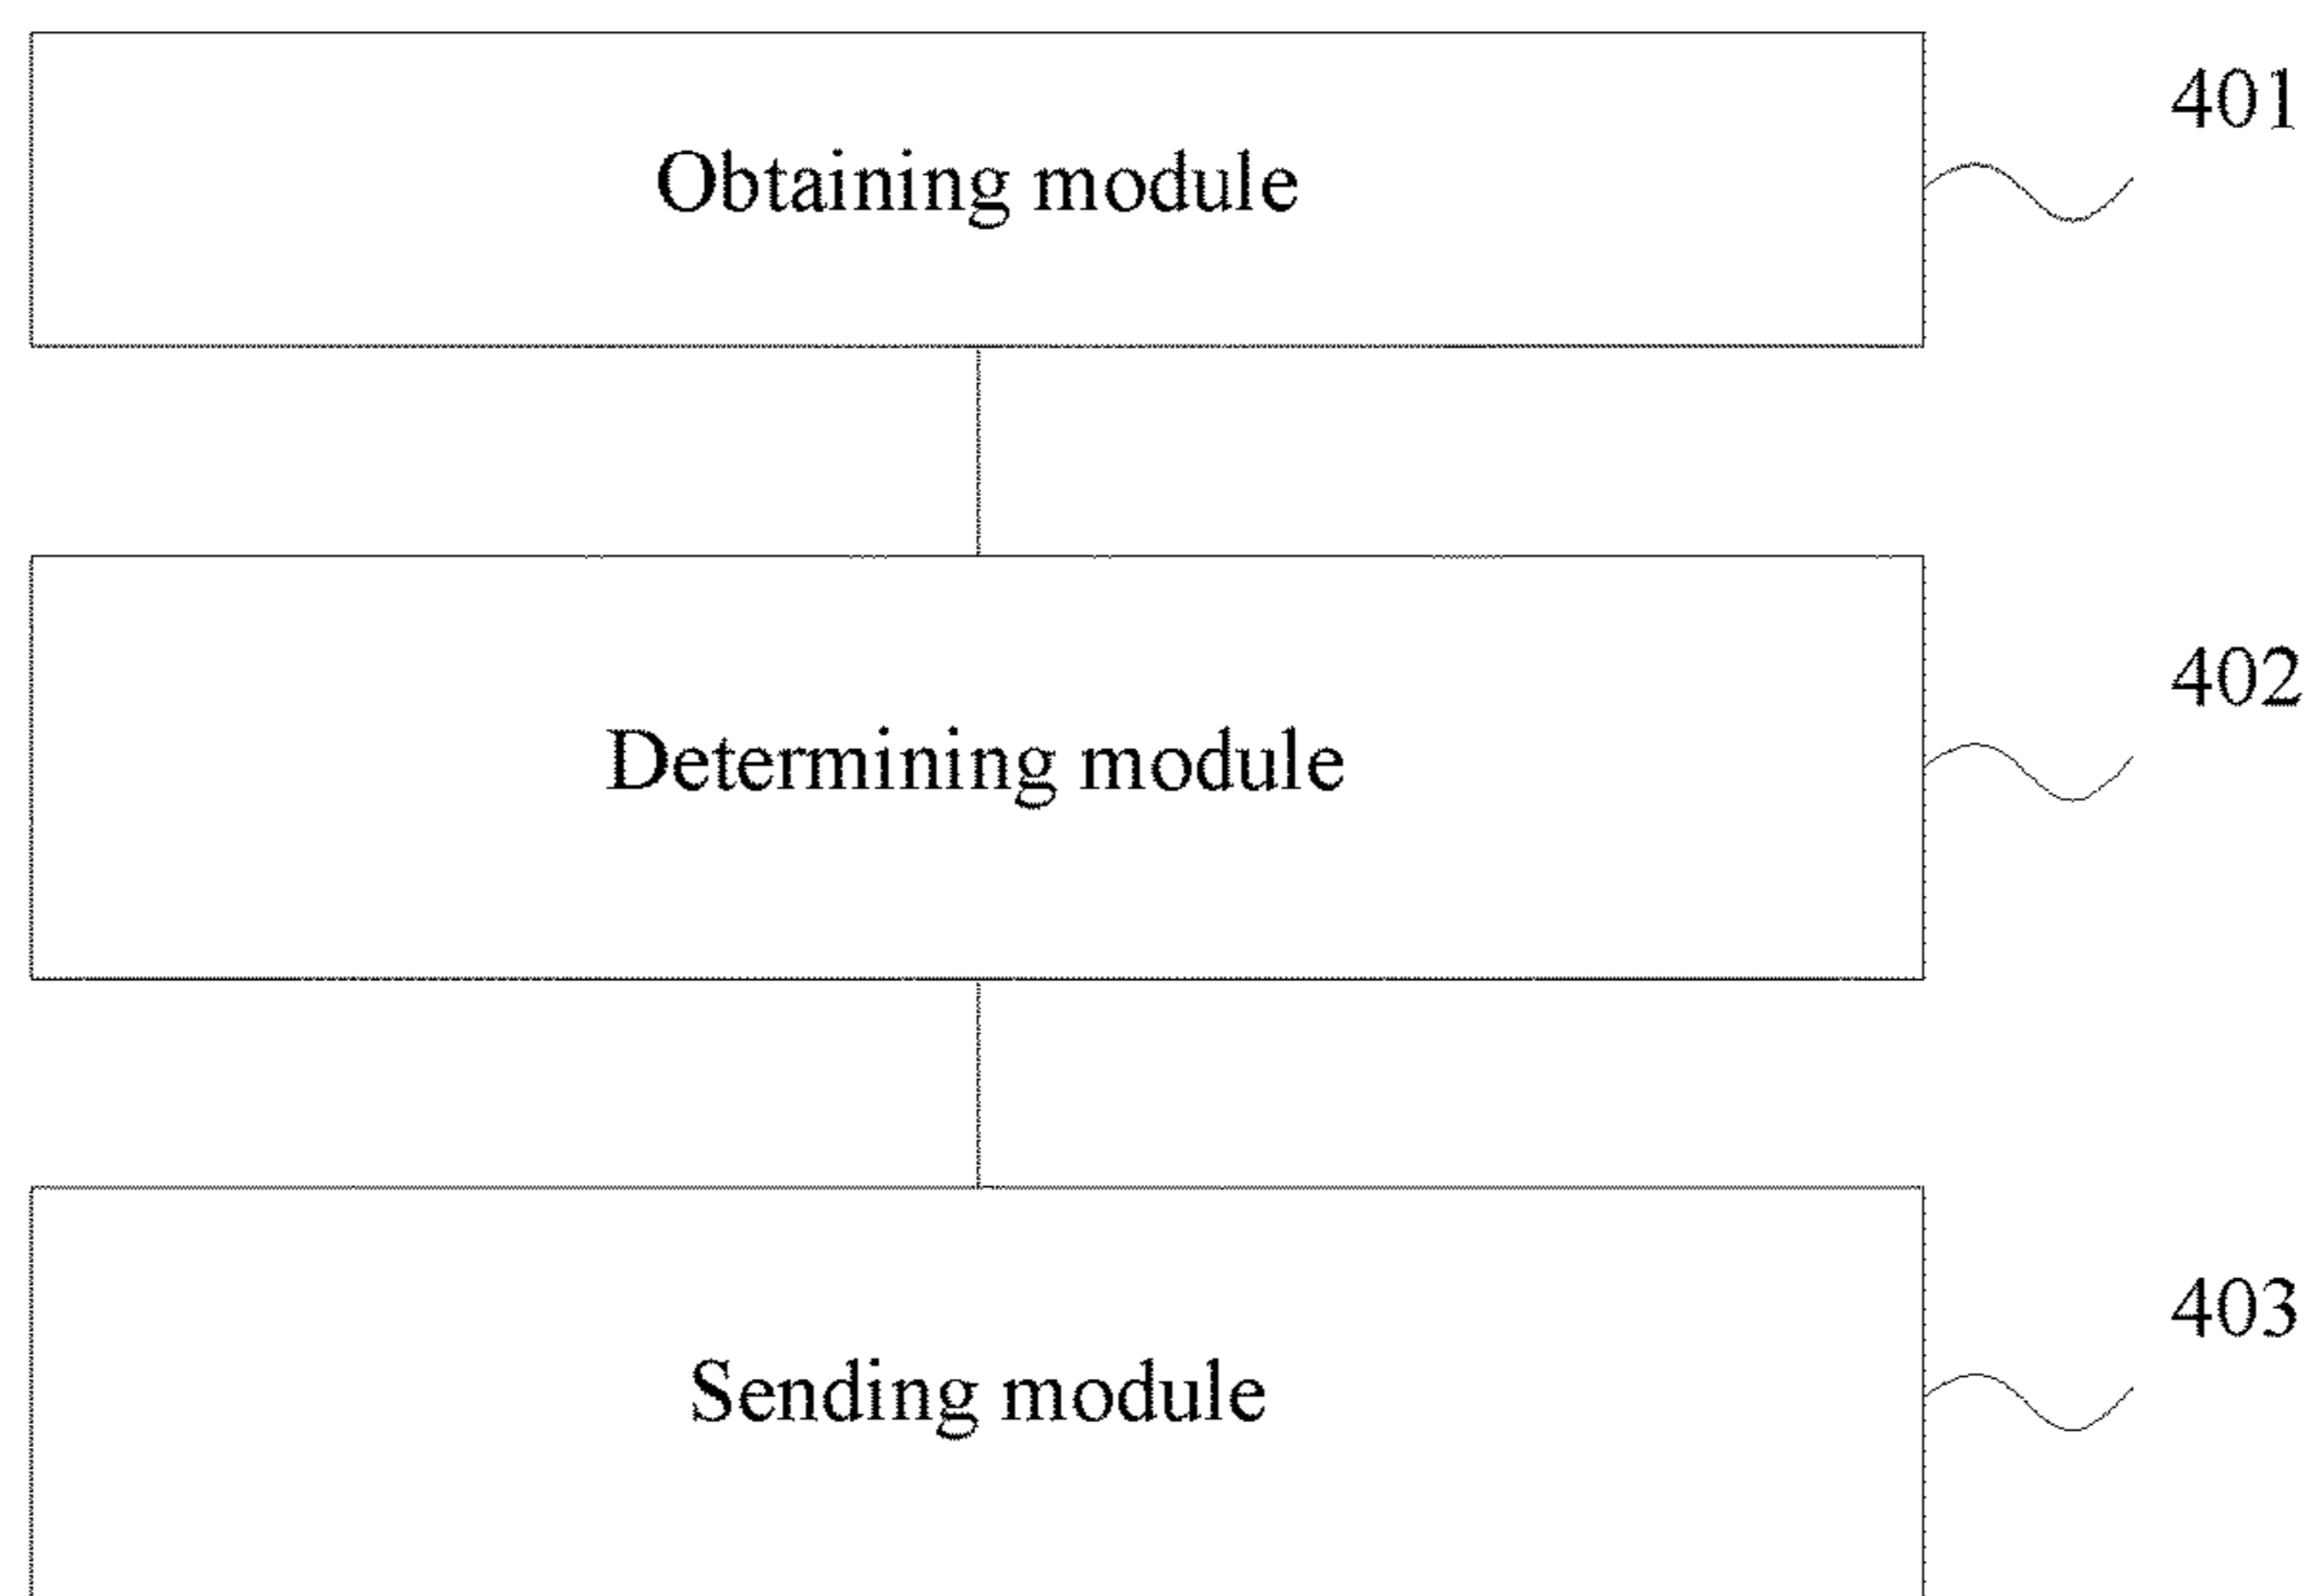 401
Obtaining module
402
Determining module
403
Sending module